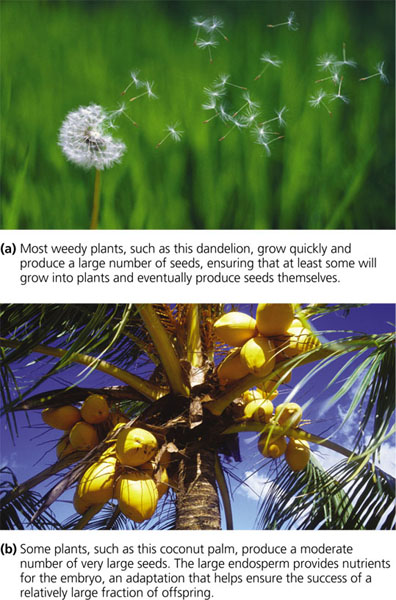 (a) Most weedy plants, such as this dandelion, grow quickly and
produce a large number of seeds, ensuring that at least some will
grow into plants and eventually produce seeds themselves.
(b) Some plants, such as this coconut palm, produce a moderate
number of very large seeds. The large endosperm provides nutrients
for the embryo, an adaptation that helps ensure the success of a
relatively large fraction of offspring.